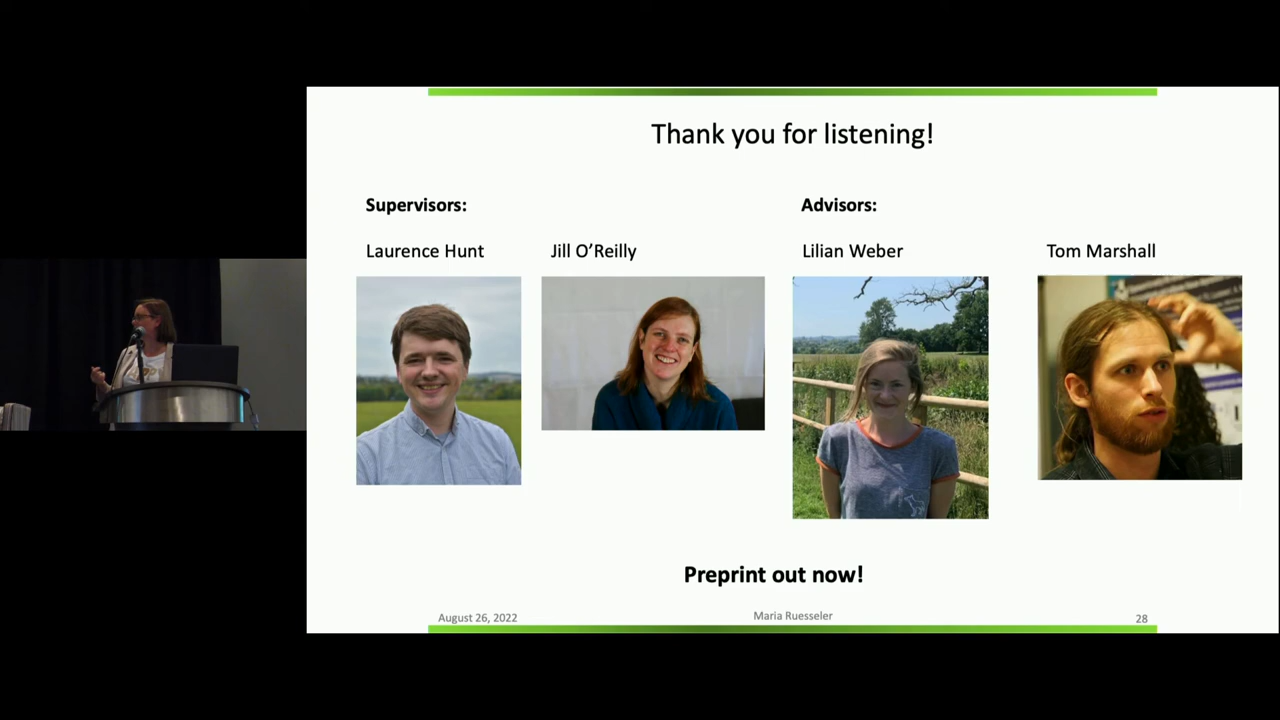 Thank you for listening!
Supervisors:
Advisors:
Laurence Hunt
Jill O'Reilly
Lilian Weber
Tom Marshall
Preprint out now!
August 26, 2022
Maria Ruesseler
28